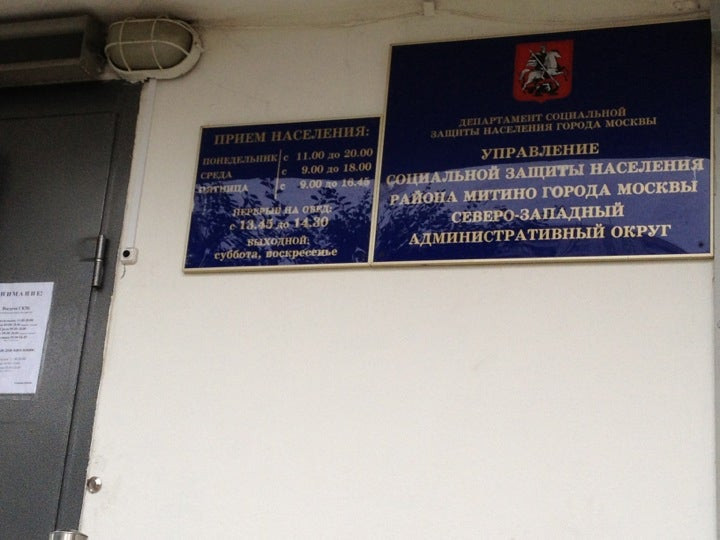 ПРИЕМ НАСЕЛЕНИЯ:
ПОНЕДЕЛЬНИК с 11.00 до 20.00
СРЕДА с 9.00 до 18.00
ПЯТНИЦА с 9.00 до 16.45
ПЕРЕРЫВ НА ОБЕД:
с 13.45 до 14.30
ВЫХОДНОЙ:
суббота, воскресенье
ДЕПАРТАМЕНТ СОЦИАЛЬНОЙ
ЗАЩИТЫ НАСЕЛЕНИЯ ГОРОДА МОСКВЫ
УПРАВЛЕНИЕ
СОЦИАЛЬНОЙ ЗАЩИТЫ НАСЕЛЕНИЯ
РАЙОНА МИТИНО ГОРОДА МОСКВЫ
СЕВЕРО-ЗАПАДНЫЙ
АДМИНИСТРАТИВНЫЙ ОКРУГ
ВНИМАНИЕ!